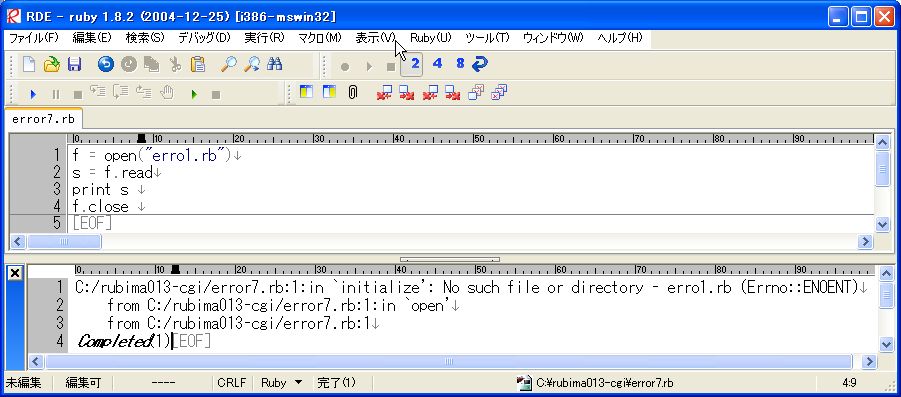 RDE - ruby 1.8.2 (2004-12-25) [i386-mswin32]
ファイル(F) 編集(E) 検索(S) デバッグ(D) 実行(R) マクロ(M) 表示(V) Ruby(U) ツール(T) ウィンドウ(W) ヘルプ(H)
2 4 8
error7.rb
0 10 20 30 40 50 60 70 80 90
1 f = open("erro1.rb")↓
2 s = f.read↓
3 print s ↓
4 f.close ↓
5 [EOF]
0 10 20 30 40 50 60 70 80 90
1 C:/rubima013-cgi/error7.rb:1:in `initialize': No such file or directory - erro1.rb (Errno::ENOENT)↓
2 from C:/rubima013-cgi/error7.rb:1:in `open'↓
3 from C:/rubima013-cgi/error7.rb:1↓
4 Completed(1)[EOF]
未編集 編集可 ---- CRLF Ruby 完了(1) C:¥rubima013-cgi¥error7.rb 4:9